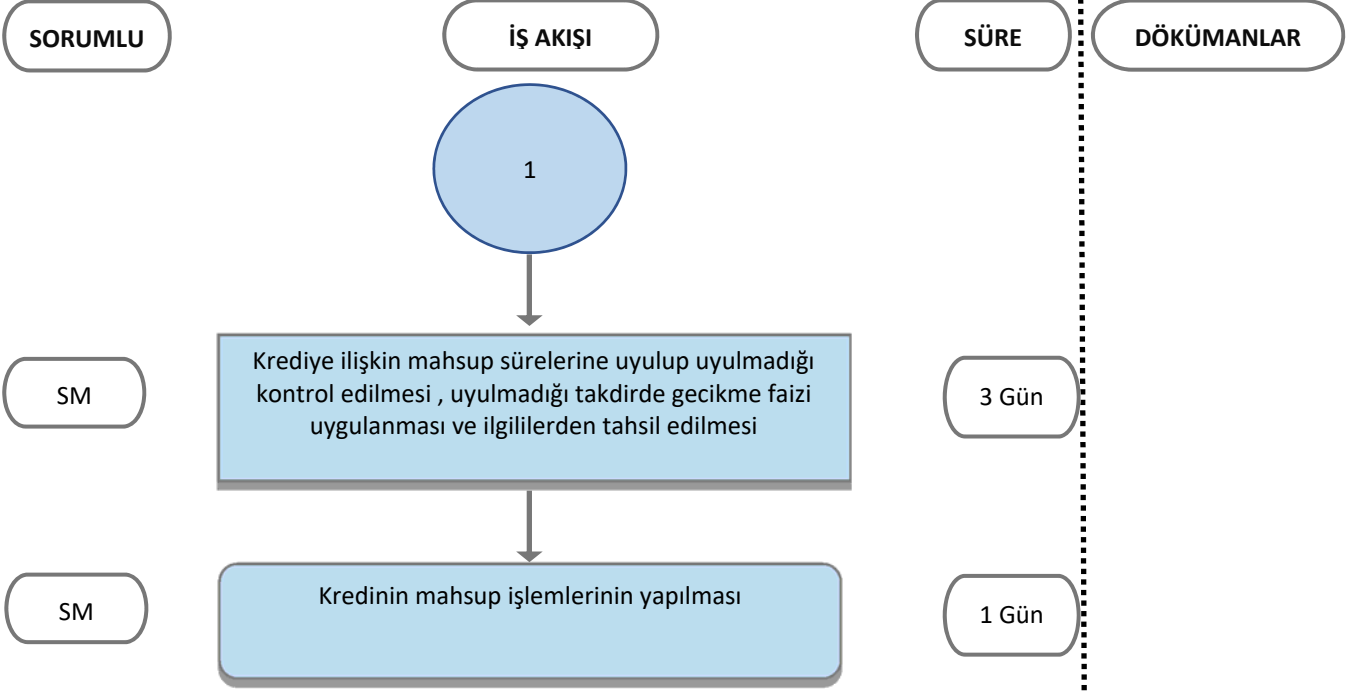 SORUMLU
İŞ AKIŞI
SÜRE
DÖKÜMANLAR
1
SM
Krediye ilişkin mahsup sürelerine uyulup uyulmadığı
kontrol edilmesi , uyulmadığı takdirde gecikme faizi
uygulanması ve ilgililerden tahsil edilmesi
3 Gün
SM
Kredinin mahsup işlemlerinin yapılması
1 Gün